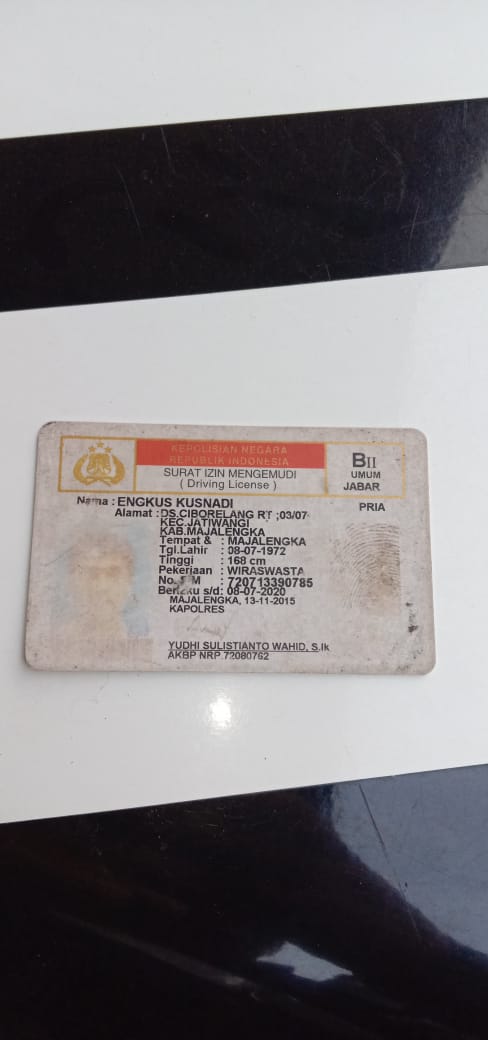 KEPOLISIAN NEGARA
REPUBLIK INDONESIA
SURAT IZIN MENGEMUDI
( Driving License )
BII
UMUM
JABAR
PRIA
Nama : ENGKUS KUSNADI
Alamat : DS.CIBORELANG RT ;03/07
KEC.JATIWANGI
KAB.MAJALENGKA
Tempat & : MAJALENGKA
Tgl.Lahir : 08-07-1972
Tinggi : 168 cm
Pekerjaan : WIRASWASTA
No. SIM : 720713390785
Berlaku s/d : 08-07-2020
MAJALENGKA, 13-11-2015
KAPOLRES
YUDHI SULISTIANTO WAHID, S.Ik
AKBP NRP.72080762